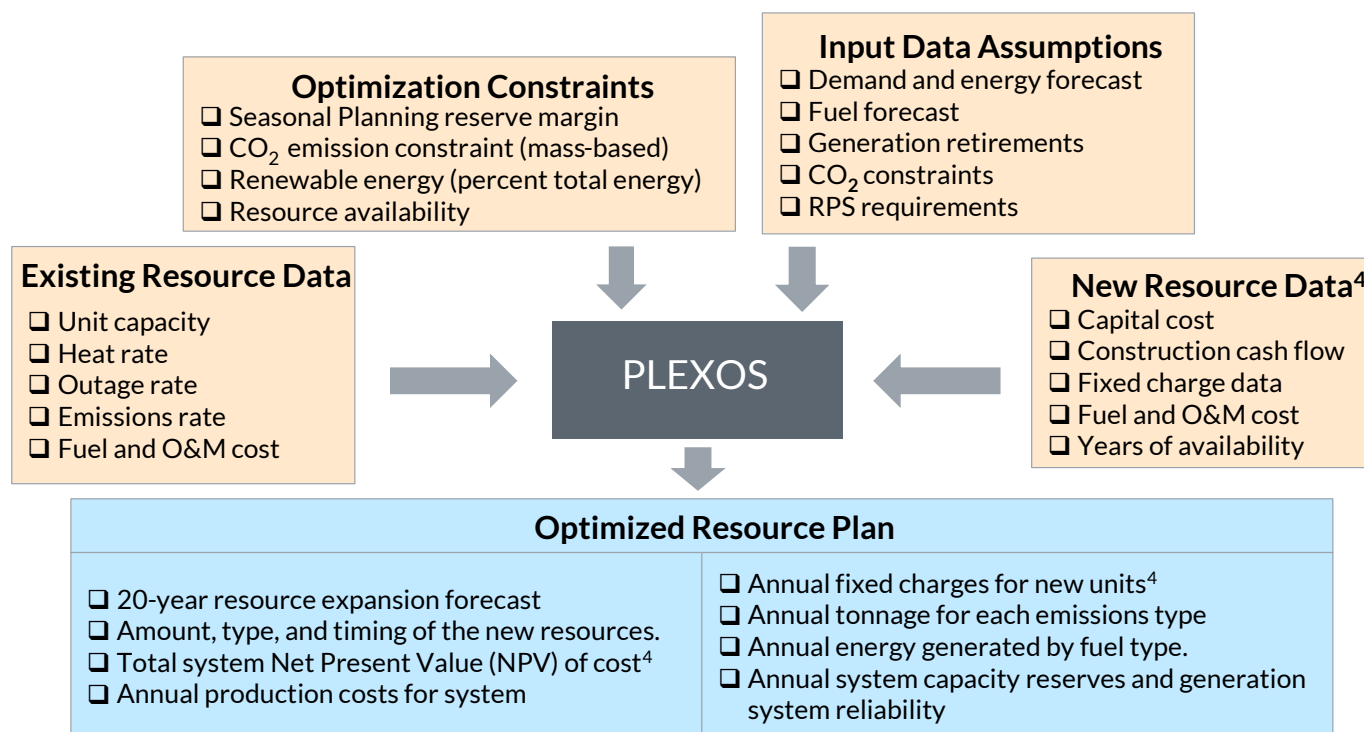 Optimization Constraints
❑ Seasonal Planning reserve margin
❑ CO₂ emission constraint (mass-based)
❑ Renewable energy (percent total energy)
❑ Resource availability
Input Data Assumptions
❑ Demand and energy forecast
❑ Fuel forecast
❑ Generation retirements
❑ CO₂ constraints
❑ RPS requirements
Existing Resource Data
❑ Unit capacity
❑ Heat rate
❑ Outage rate
❑ Emissions rate
❑ Fuel and O&M cost
PLEXOS
New Resource Data⁴
❑ Capital cost
❑ Construction cash flow
❑ Fixed charge data
❑ Fuel and O&M cost
❑ Years of availability
Optimized Resource Plan
❑ 20-year resource expansion forecast
❑ Amount, type, and timing of the new resources.
❑ Total system Net Present Value (NPV) of cost⁴
❑ Annual production costs for system
❑ Annual fixed charges for new units⁴
❑ Annual tonnage for each emissions type
❑ Annual energy generated by fuel type.
❑ Annual system capacity reserves and generation
system reliability